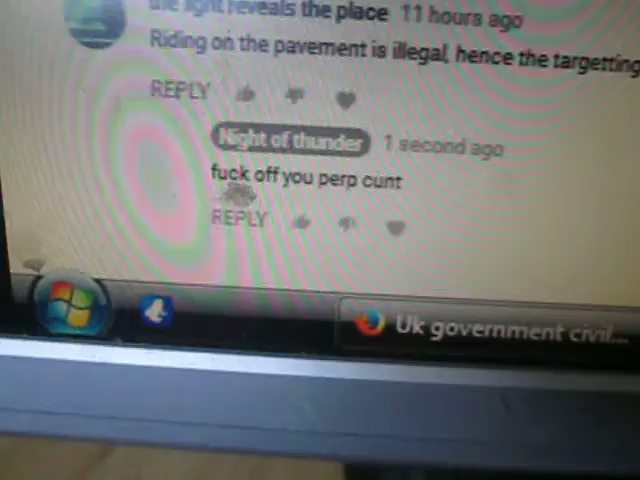 the light reveals the place 11 hours ago
Riding on the pavement is illegal, hence the targetting
REPLY
Night of thunder 1 second ago
fuck off you perp cunt
REPLY
Uk government civil...